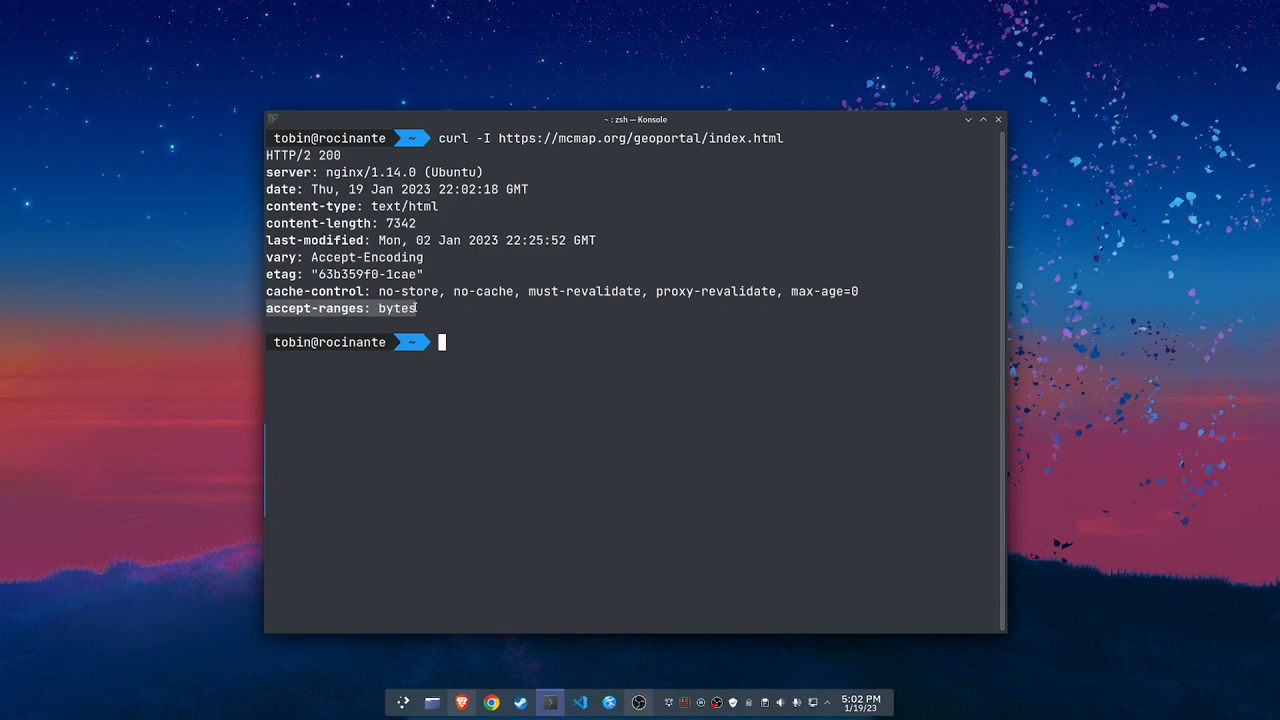 ~ : zsh — Konsole
tobin@rocinante ~ curl -I https://mcmap.org/geoportal/index.html
HTTP/2 200
server: nginx/1.14.0 (Ubuntu)
date: Thu, 19 Jan 2023 22:02:18 GMT
content-type: text/html
content-length: 7342
last-modified: Mon, 02 Jan 2023 22:25:52 GMT
vary: Accept-Encoding
etag: "63b359f0-1cae"
cache-control: no-store, no-cache, must-revalidate, proxy-revalidate, max-age=0
accept-ranges: bytes
tobin@rocinante ~
5:02 PM
1/19/23